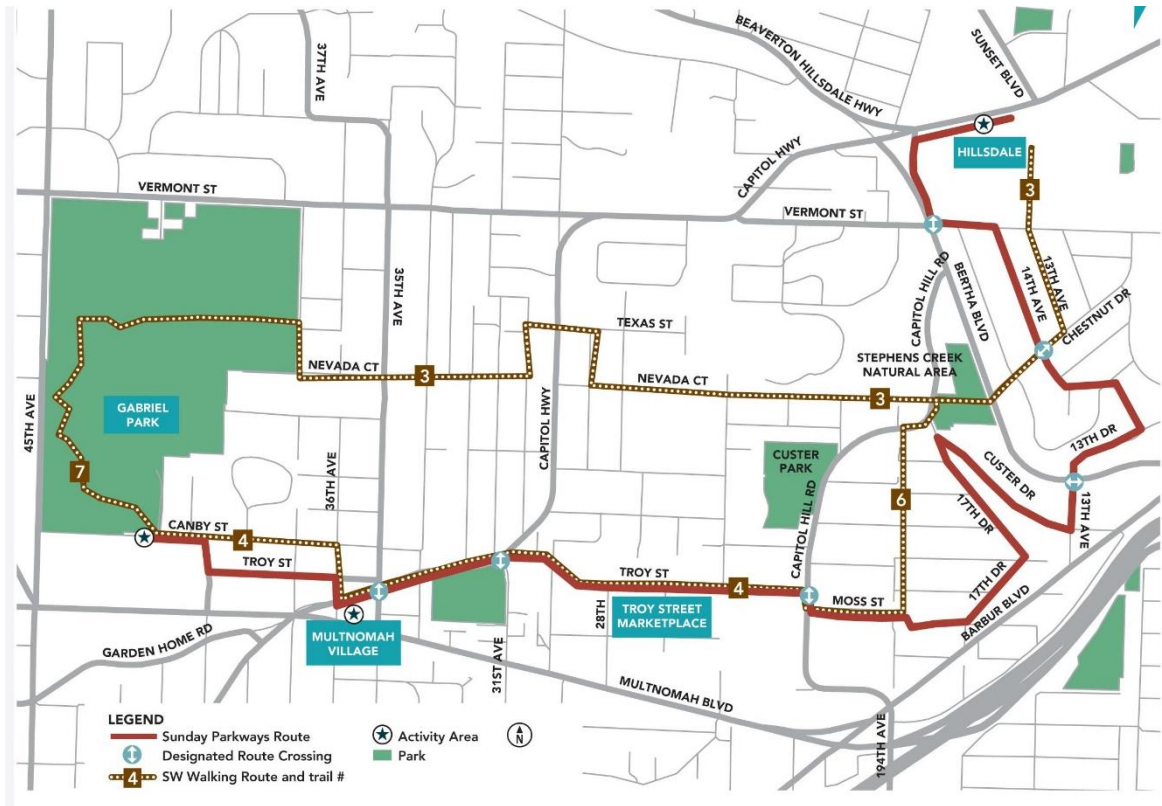 37TH AVE
BEAVERTON HILLSDALE HWY
SUNSET BLVD
HILLSDALE
CAPITOL HWY
VERMONT ST
VERMONT ST
3
35TH AVE
CAPITOL HILL RD
BERTHA BLVD
14TH AVE
13TH AVE
CHESTNUT DR
TEXAS ST
STEPHENS CREEK
NATURAL AREA
NEVADA CT
3
NEVADA CT
3
45TH AVE
GABRIEL
PARK
CAPITOL HWY
13TH DR
7
36TH AVE
CUSTER
PARK
CAPITOL HILL RD
6
17TH DR
CUSTER DR
13TH AVE
CANBY ST
4
TROY ST
TROY ST
4
28TH
TROY STREET
MARKETPLACE
MOSS ST
17TH DR
BARBUR BLVD
MULTNOMAH
VILLAGE
GARDEN HOME RD
31ST AVE
MULTNOMAH BLVD
194TH AVE
LEGEND
Sunday Parkways Route
Activity Area
N
Designated Route Crossing
Park
4
SW Walking Route and trail #